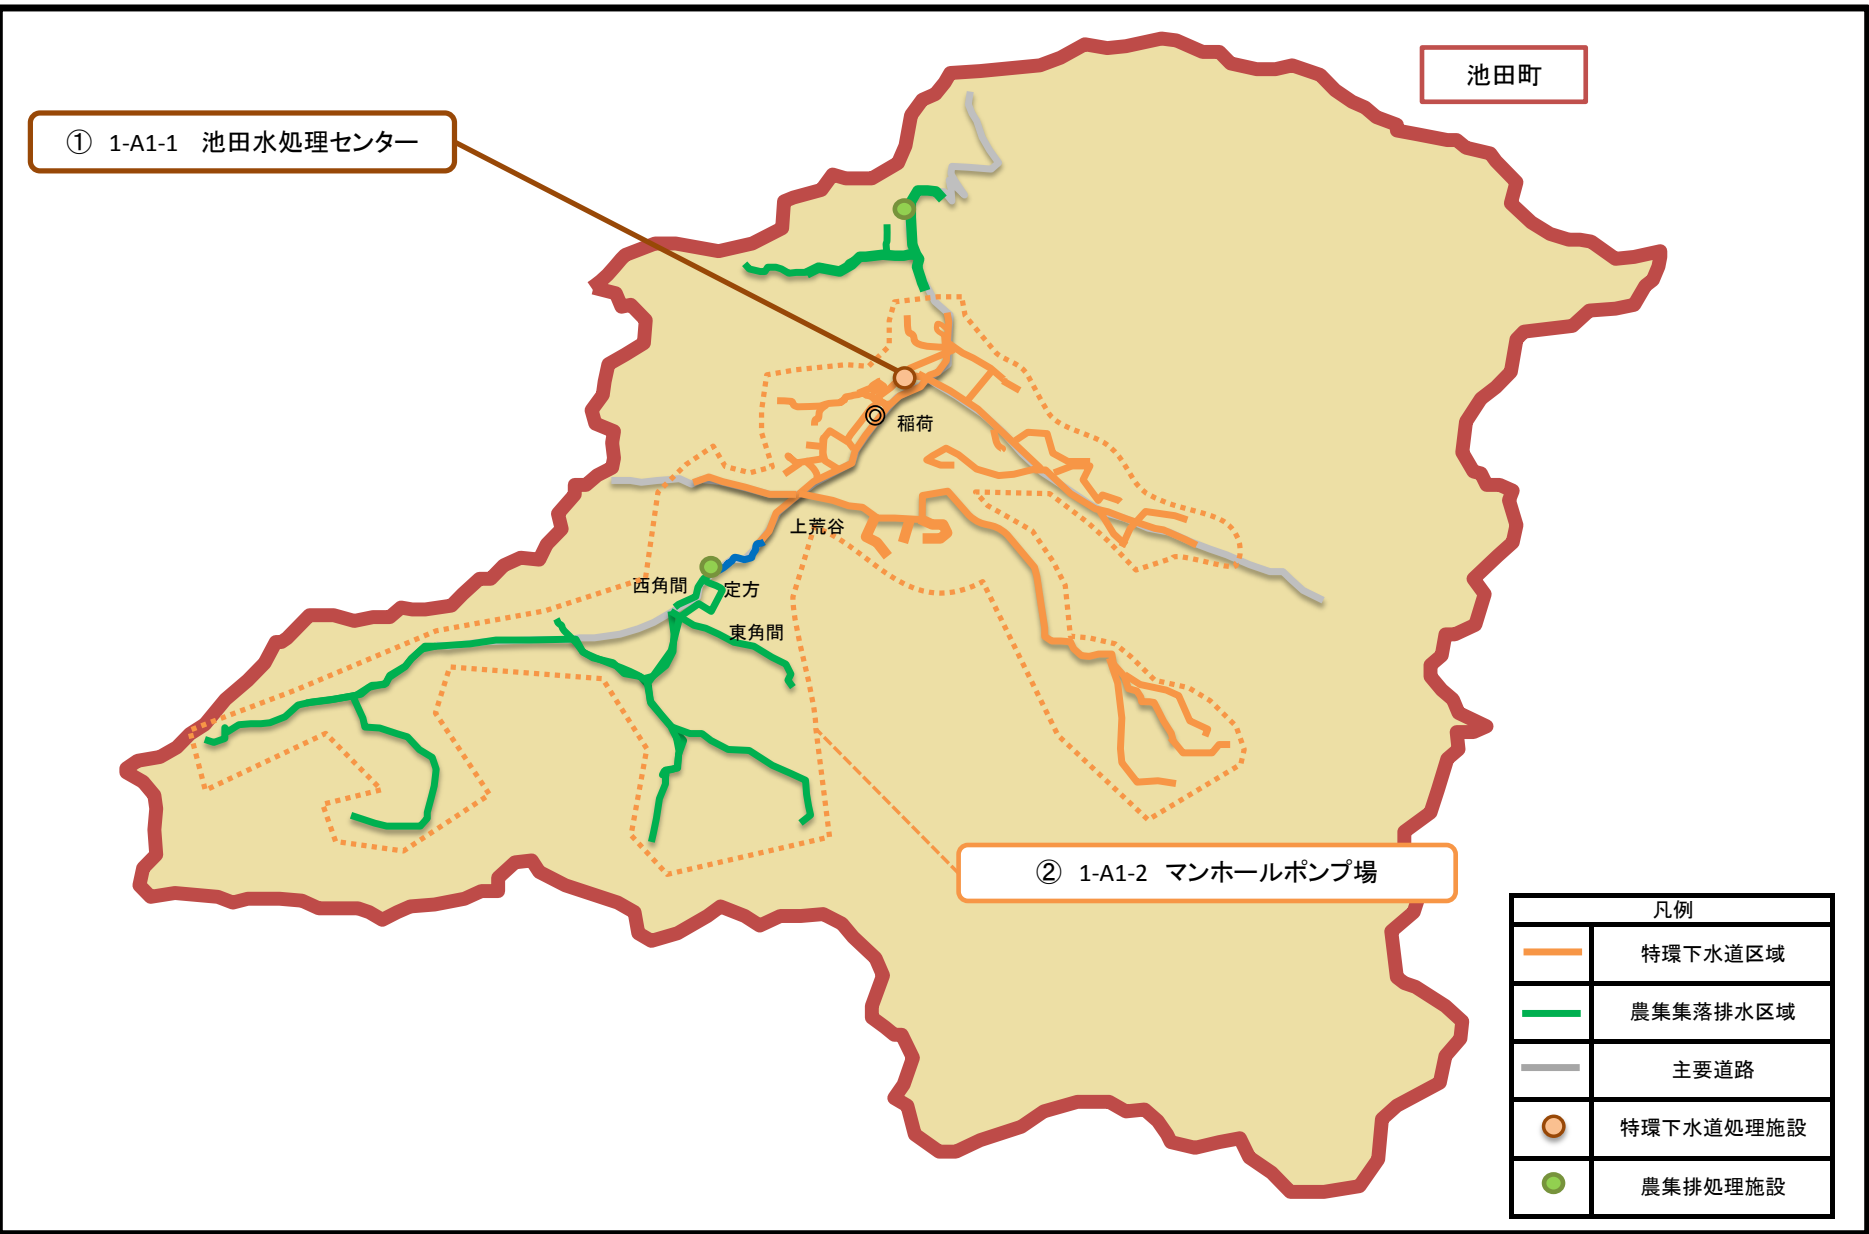 池田町
① 1-A1-1 池田水処理センター
稲荷
上荒谷
西角間
定方
東角間
② 1-A1-2 マンホールポンプ場
凡例
特環下水道区域
農集集落排水区域
主要道路
特環下水道処理施設
農集排処理施設